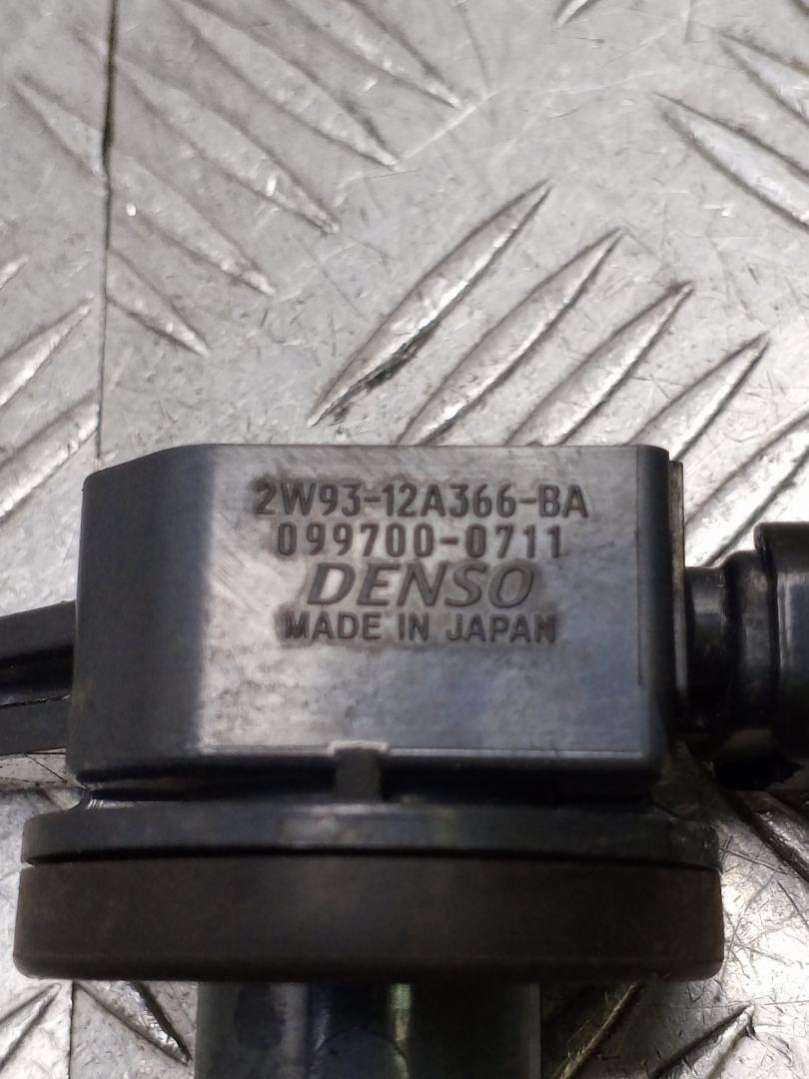 2W93-12A366-BA
099700-0711
DENSO
MADE IN JAPAN